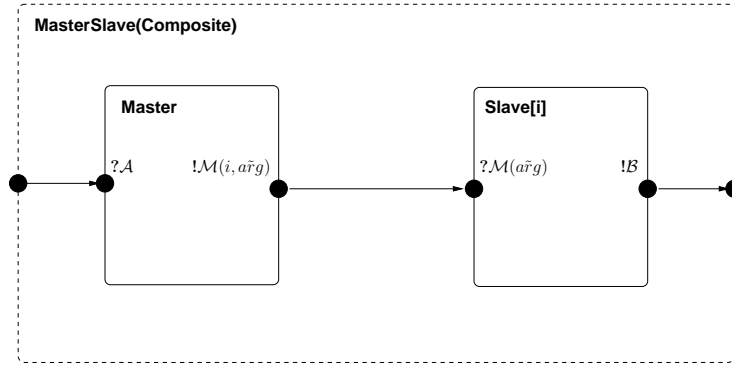 MasterSlave(Composite)
Master
Slave[i]
?𝒜
!ℳ(i, ar̃g)
?ℳ(ar̃g)
!ℬ